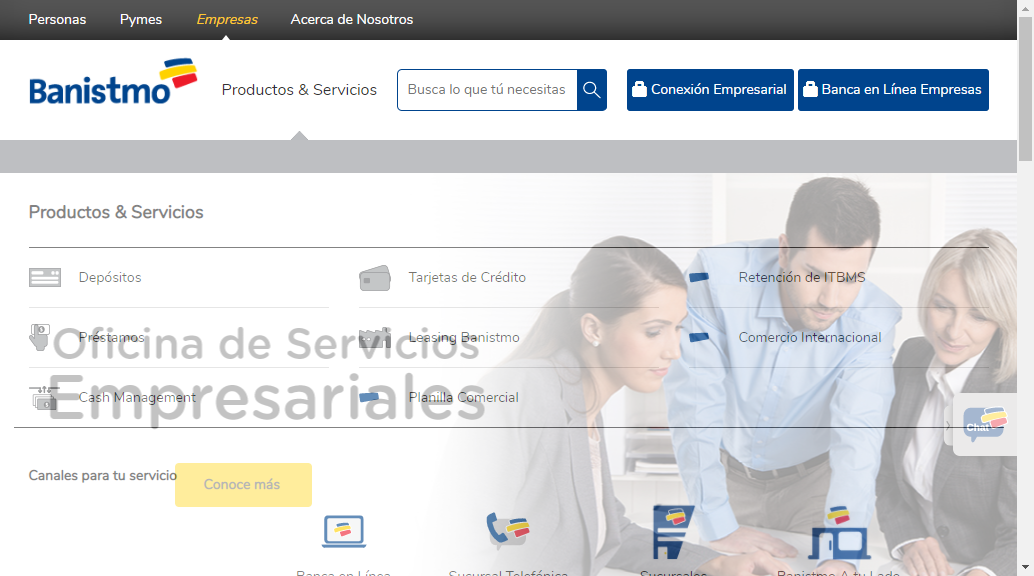 Personas Pymes Empresas Acerca de Nosotros
Banistmo Productos & Servicios Busca lo que tú necesitas Conexión Empresarial Banca en Línea Empresas
Productos & Servicios
Depósitos Tarjetas de Crédito Retención de ITBMS
Préstamos Leasing Banistmo Comercio Internacional
Oficina de Servicios
Cash Management Planilla Comercial
Empresariales
Chat
Canales para tu servicio Conoce más
Banca en Línea Sucursal Telefónica Sucursales Banistmo A tu Lado